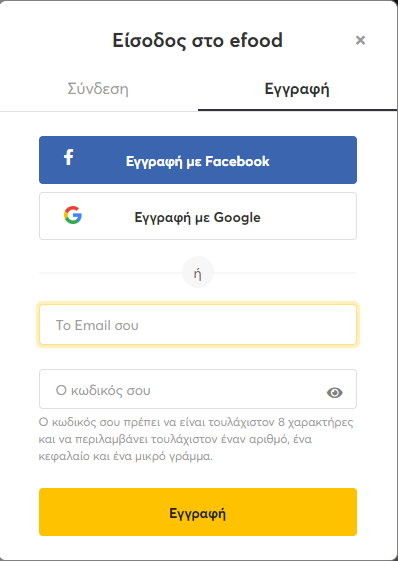 Είσοδος στο efood
×
Σύνδεση
Εγγραφή
Εγγραφή με Facebook
Εγγραφή με Google
ή
Το Email σου
Ο κωδικός σου
Ο κωδικός σου πρέπει να είναι τουλάχιστον 8 χαρακτήρες
και να περιλαμβάνει τουλάχιστον έναν αριθμό, ένα
κεφαλαίο και ένα μικρό γράμμα.
Εγγραφή